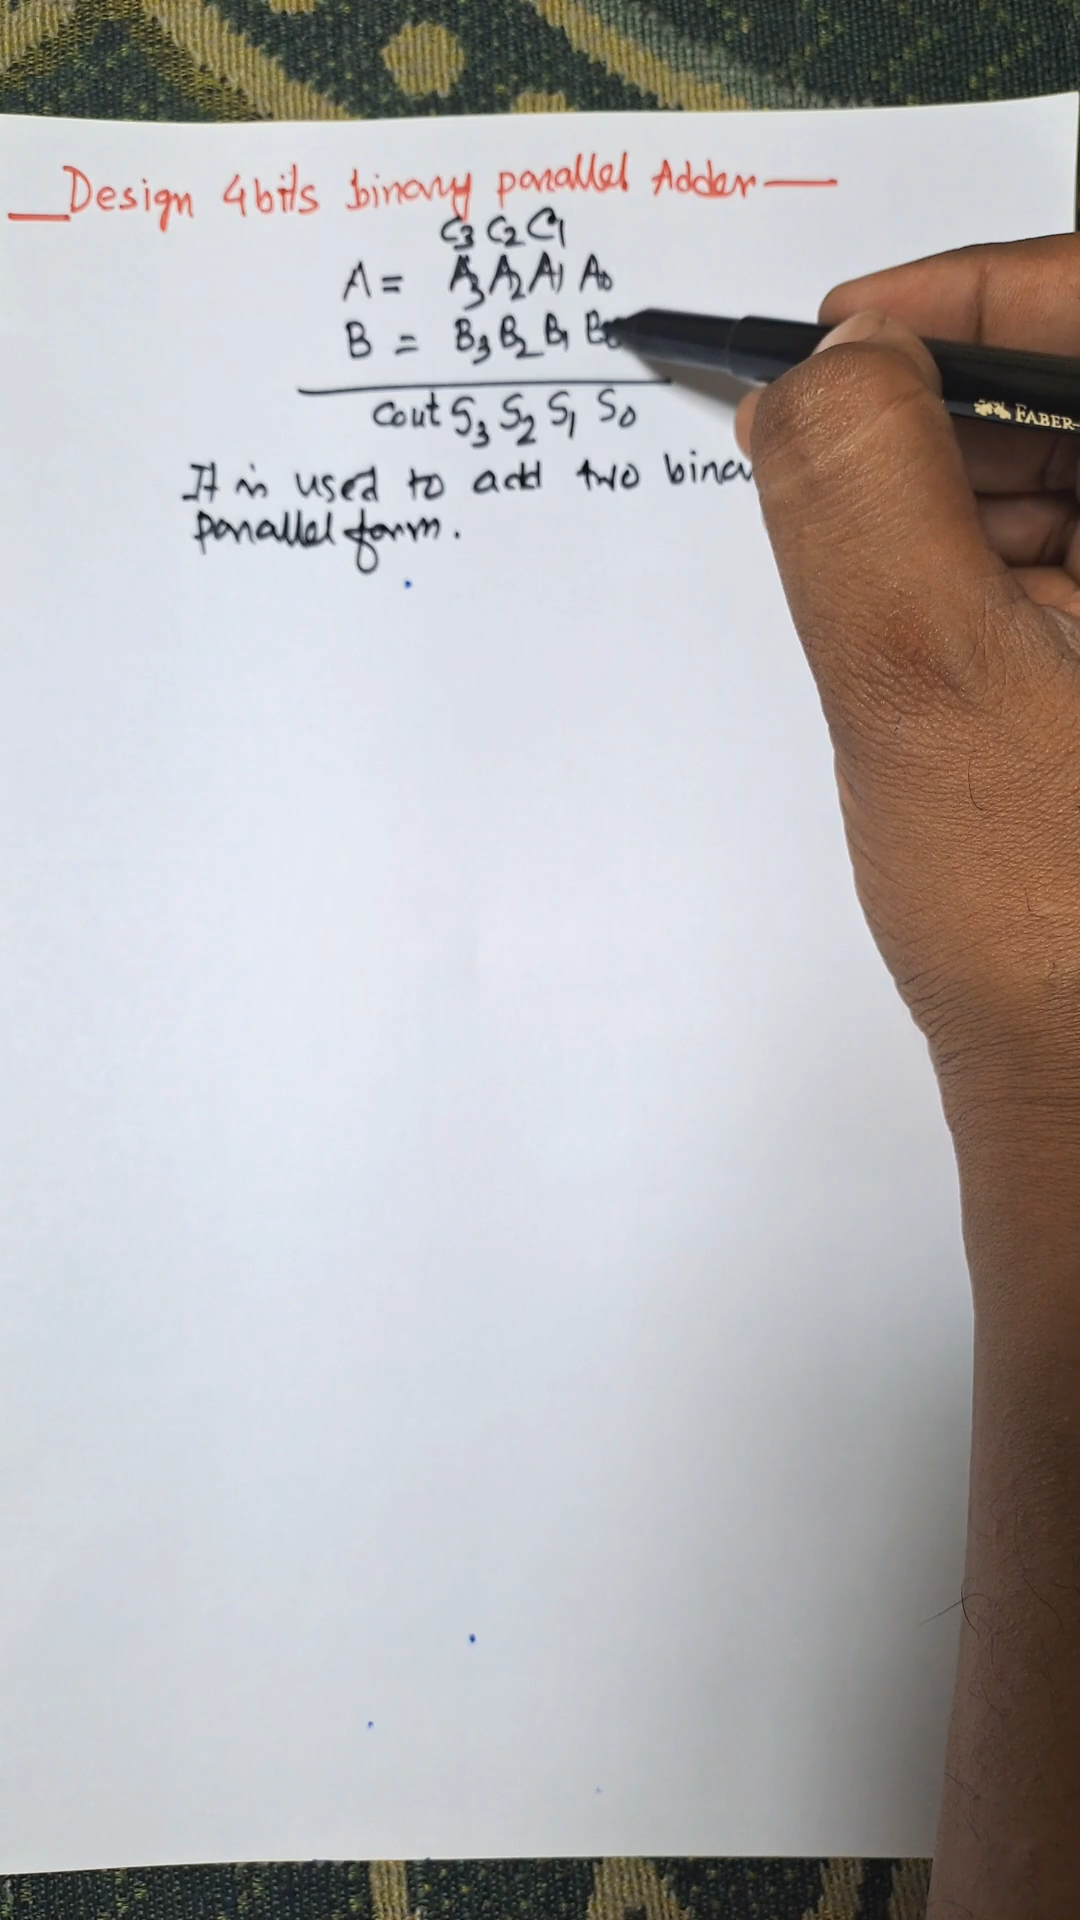 Design 4bits binary parallel Adder
C3 C2 C1
A = A3 A2 A1 A0
B = B3 B2 B1
Cout S3 S2 S1 S0
It is used to add two
parallel form.
FABER-